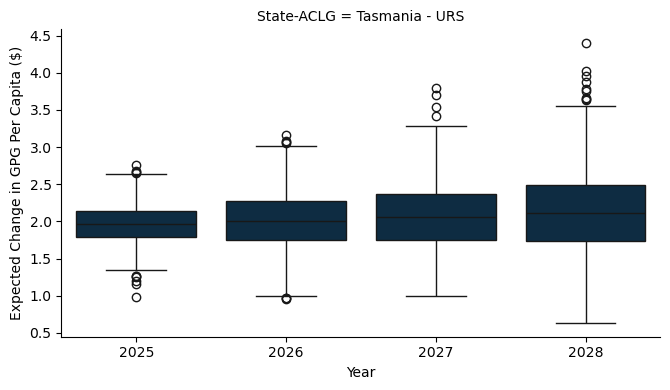 State-ACLG = Tasmania - URS
Expected Change in GPG Per Capita ($)
4.5
4.0
3.5
3.0
2.5
2.0
1.5
1.0
0.5
2025 2026 2027 2028
Year